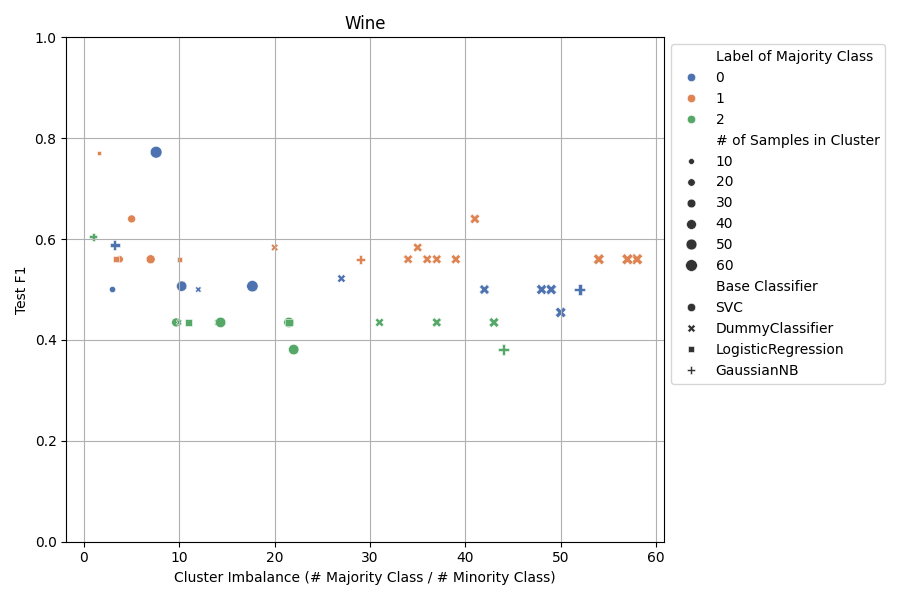 Wine
1.0
0.8
0.6
0.4
0.2
0.0
Test F1
0 10 20 30 40 50 60
Cluster Imbalance (# Majority Class / # Minority Class)
Label of Majority Class
0
1
2
# of Samples in Cluster
10
20
30
40
50
60
Base Classifier
SVC
DummyClassifier
LogisticRegression
GaussianNB